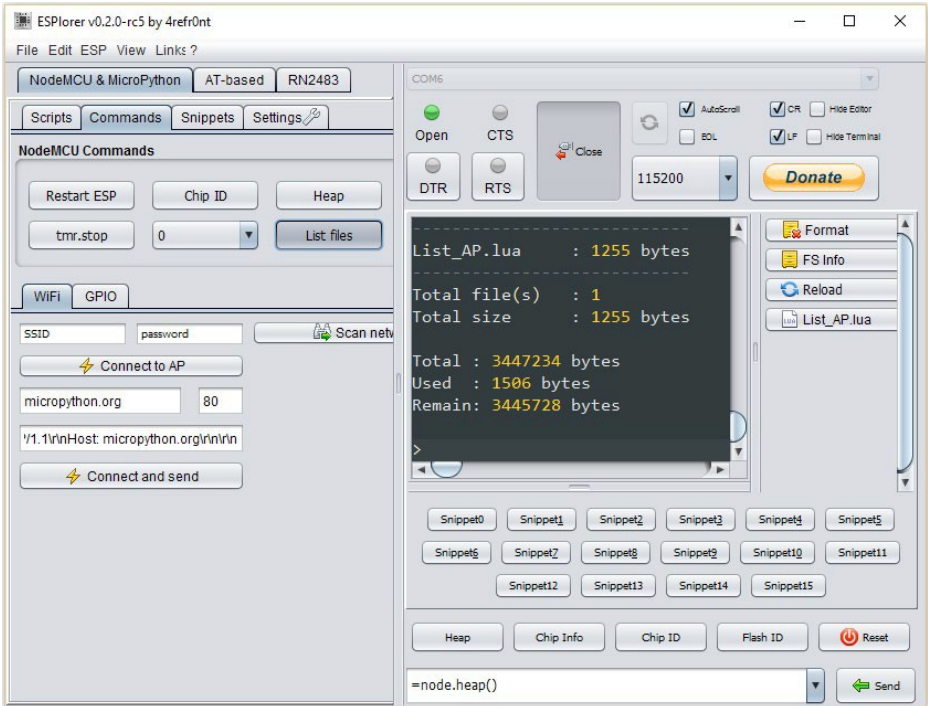 ESPlorer v0.2.0-rc5 by 4refr0nt
File Edit ESP View Links ?
NodeMCU & MicroPython AT-based RN2483
Scripts Commands Snippets Settings
NodeMCU Commands
Restart ESP Chip ID Heap
tmr.stop 0 List files
WiFi GPIO
SSID password Scan netw
Connect to AP
micropython.org 80
'/1.1\r\nHost: micropython.org\r\n\r\n
Connect and send
COM6
Open CTS Close AutoScroll CR Hide Editor
EOL LF Hide Terminal
DTR RTS 115200 Donate
------------------------------
List_AP.lua : 1255 bytes
------------------------------
Total file(s) : 1
Total size : 1255 bytes
Total : 3447234 bytes
Used : 1506 bytes
Remain: 3445728 bytes
>
Format
FS Info
Reload
List_AP.lua
Snippet0 Snippet1 Snippet2 Snippet3 Snippet4 Snippet5
Snippet6 Snippet7 Snippet8 Snippet9 Snippet10 Snippet11
Snippet12 Snippet13 Snippet14 Snippet15
Heap Chip Info Chip ID Flash ID Reset
=node.heap() Send